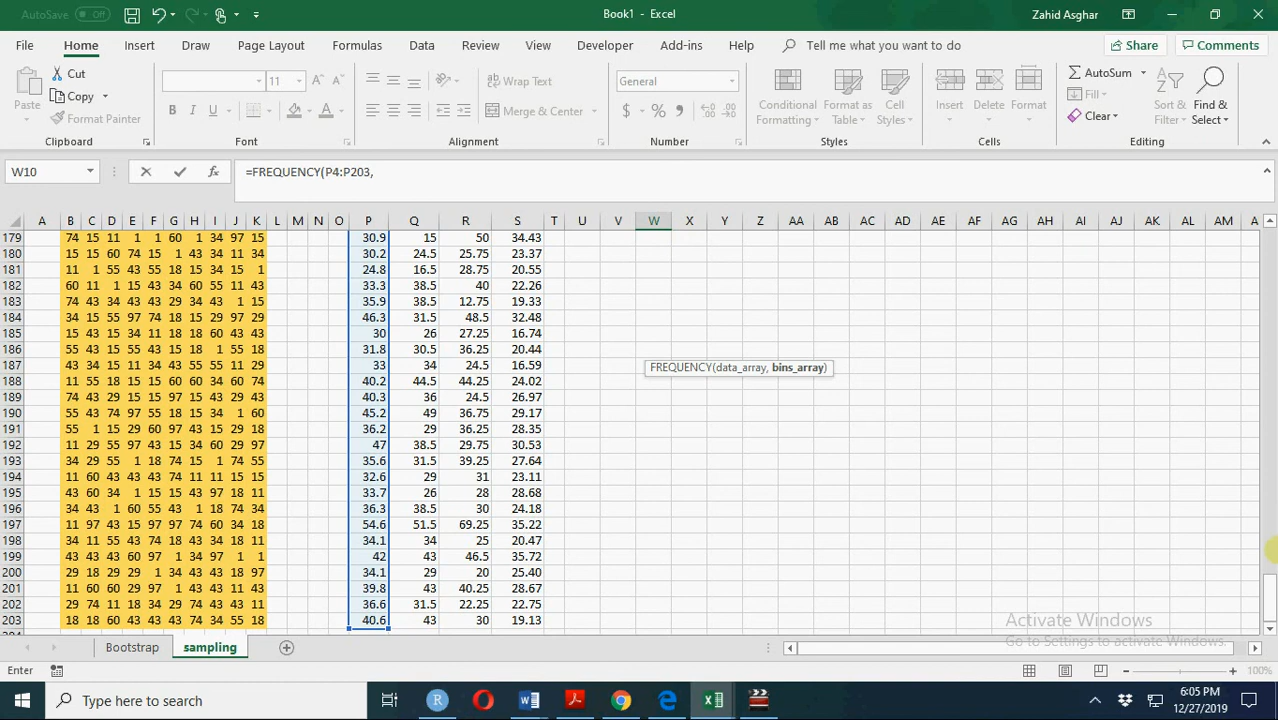 AutoSave Off Book1 - Excel Zahid Asghar
File Home Insert Draw Page Layout Formulas Data Review View Developer Add-ins Help Tell me what you want to do Share Comments
Paste Cut Copy Format Painter Clipboard
11 B I U Font
Wrap Text Merge & Center Alignment
General $ % Number
Conditional Formatting Format as Table Cell Styles Styles
Insert Delete Format Cells
AutoSum Fill Clear Sort & Filter Find & Select Editing
W10 fx =FREQUENCY(P4:P203,
A B C D E F G H I J K L M N O P Q R S T U V W X Y Z AA AB AC AD AE AF AG AH AI AJ AK AL AM A
179 74 15 11 1 1 60 1 34 97 15 30.9 15 50 34.43
180 15 15 60 74 15 1 43 34 11 34 30.2 24.5 25.75 23.37
181 11 1 55 43 55 18 15 34 15 1 24.8 16.5 28.75 20.55
182 60 11 1 15 43 34 60 55 11 43 33.3 38.5 40 22.26
183 74 43 34 43 43 29 34 43 1 15 35.9 38.5 12.75 19.33
184 34 15 55 97 74 18 15 29 97 29 46.3 31.5 48.5 32.48
185 15 43 15 34 11 18 18 60 43 43 30 26 27.25 16.74
186 55 43 15 55 43 15 18 1 55 18 31.8 30.5 36.25 20.44
187 43 34 15 11 34 43 55 55 11 29 33 34 24.5 16.59
FREQUENCY(data_array, bins_array)
188 11 55 18 15 15 60 60 34 60 74 40.2 44.5 44.25 24.02
189 74 43 29 15 15 97 15 43 29 43 40.3 36 24.5 26.97
190 55 43 74 97 55 18 15 34 1 60 45.2 49 36.75 29.17
191 55 1 15 29 60 97 43 15 29 18 36.2 29 36.25 28.35
192 11 29 55 97 43 15 34 60 29 97 47 38.5 29.75 30.53
193 34 29 55 1 18 74 15 1 74 55 35.6 31.5 39.25 27.64
194 11 60 43 43 43 74 11 11 15 15 32.6 29 31 23.11
195 43 60 34 1 15 15 43 97 18 11 33.7 26 28 28.68
196 34 43 1 60 55 43 1 18 74 34 36.3 38.5 30 24.18
197 11 97 43 15 97 97 74 60 34 18 54.6 51.5 69.25 35.22
198 34 11 55 43 74 18 43 34 18 11 34.1 34 25 20.47
199 43 43 43 60 97 1 34 97 1 1 42 43 46.5 35.72
200 29 18 29 29 1 34 43 43 18 97 34.1 29 20 25.40
201 11 60 60 29 97 1 43 43 11 43 39.8 43 40.25 28.67
202 29 74 11 18 34 29 74 43 43 11 36.6 31.5 22.25 22.75
203 18 18 60 43 43 43 74 34 55 18 40.6 43 30 19.13
Activate Windows
Go to Settings to activate Windows.
Bootstrap sampling
Enter 100%
Type here to search 6:05 PM
12/27/2019